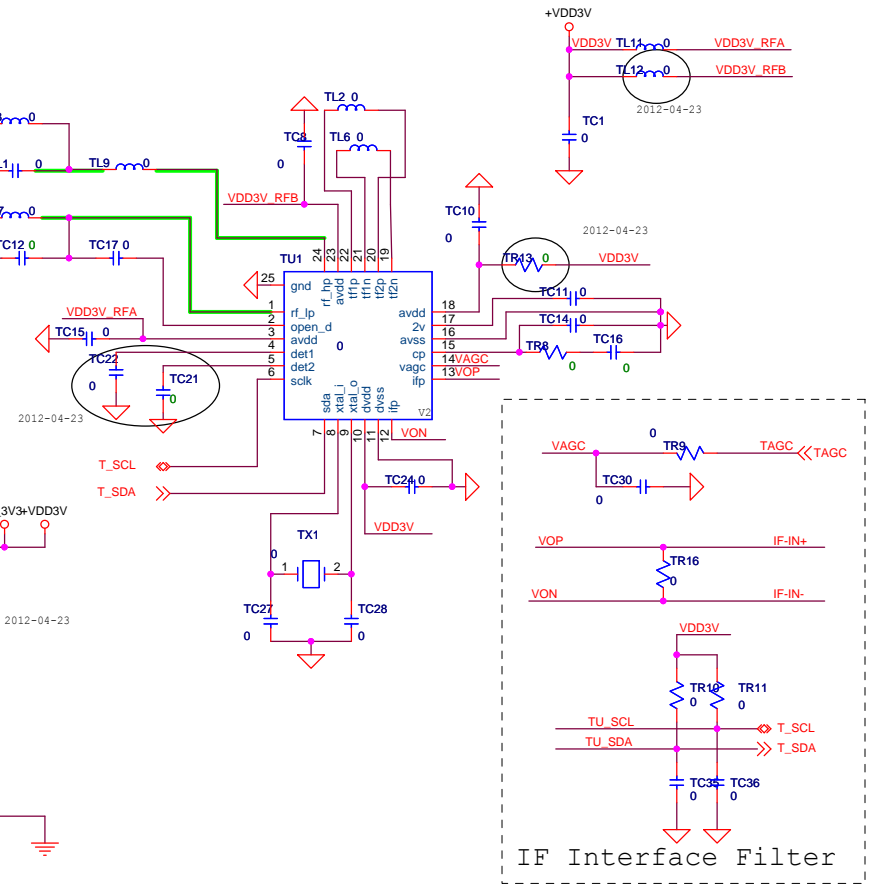 +VDD3V
VDD3V TL11 0 VDD3V_RFA
TL12 0 VDD3V_RFB
2012-04-23
TC1
0
TL2 0
TC8
0
TL6 0
0
0
TL9 0
VDD3V_RFB
TC10
0
2012-04-23
0
TC12 0
TC17 0
TR13 0 VDD3V
TU1
24 23 22 21 20 19
rf_hp avdd tf1p tf1n tf2p tf2n
25 gnd
1 rf_lp
2 open_d
3 avdd
4 det1
5 det2
6 sclk
0
avdd 18
2v 17
avss 16
cp 15
vagc 14 VAGC
ifp 13 VOP
sda xtal_i xtal_o dvdd dvss ifp
7 8 9 10 11 12
V2
TC11 0
TC14 0
TR8 0
TC16 0
VDD3V_RFA
TC15 0
TC22
0
TC21
0
2012-04-23
VON
T_SCL
T_SDA
TC24 0
VDD3V
TX1
0
1 2
TC27
0
TC28
0
3V3 +VDD3V
2012-04-23
VAGC 0 TR9 TAGC TAGC
TC30
0
VOP IF-IN+
TR16
0
VON IF-IN-
VDD3V
TR10 TR11
0 0
TU_SCL T_SCL
TU_SDA T_SDA
TC35 TC36
0 0
IF Interface Filter